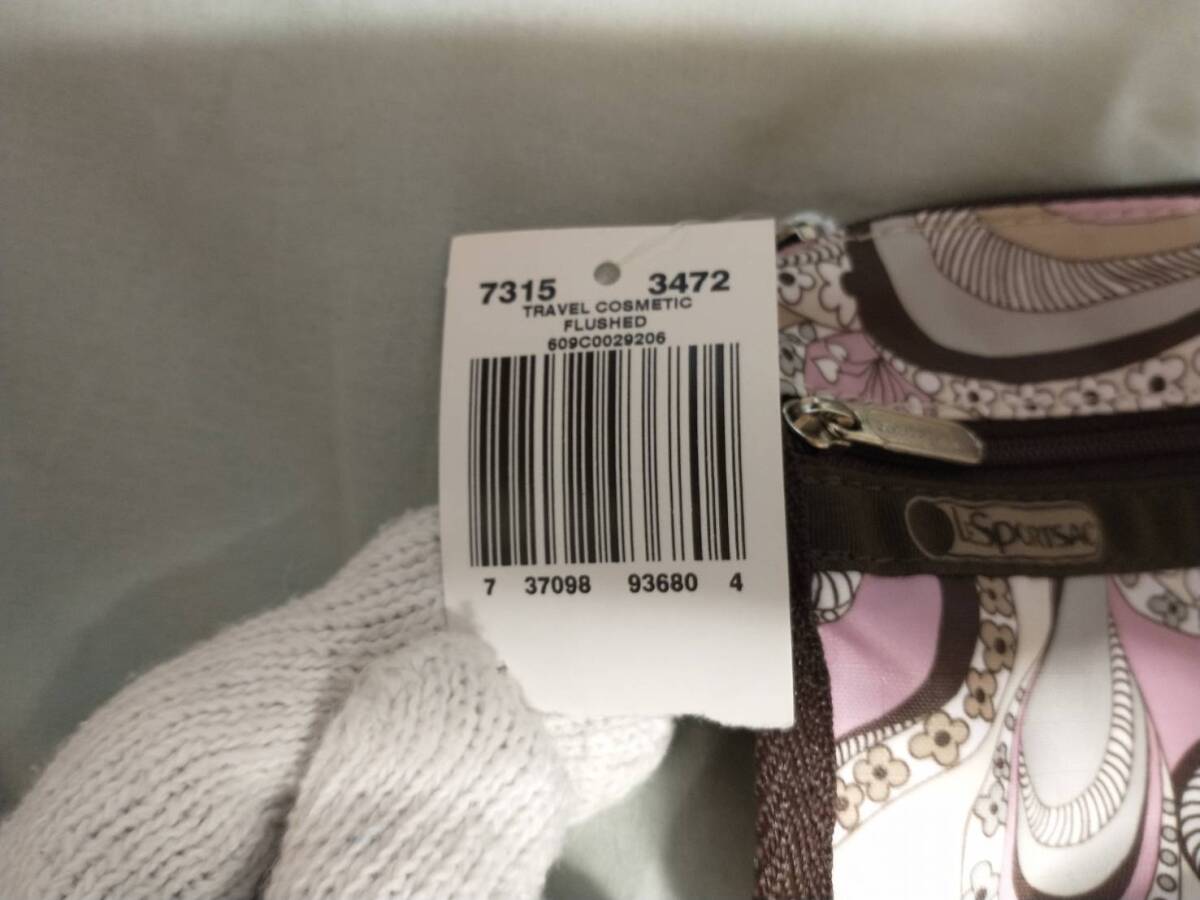 7315 3472
TRAVEL COSMETIC
FLUSHED
609C0029206
7 37098 93680 4
LESPORTSAC